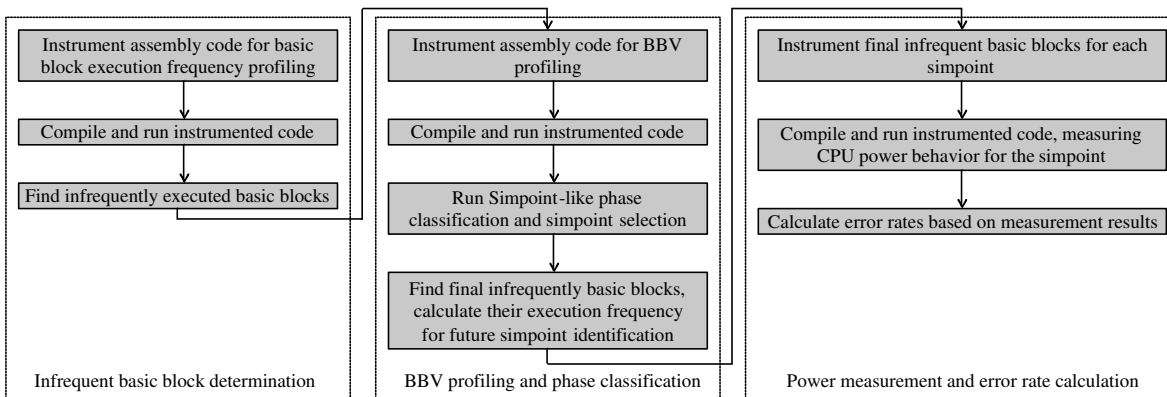 Instrument assembly code for basic
block execution frequency profiling
Compile and run instrumented code
Find infrequently executed basic blocks
Infrequent basic block determination
Instrument assembly code for BBV
profiling
Compile and run instrumented code
Run Simpoint-like phase
classification and simpoint selection
Find final infrequently basic blocks,
calculate their execution frequency
for future simpoint identification
BBV profiling and phase classification
Instrument final infrequent basic blocks for each
simpoint
Compile and run instrumented code, measuring
CPU power behavior for the simpoint
Calculate error rates based on measurement results
Power measurement and error rate calculation